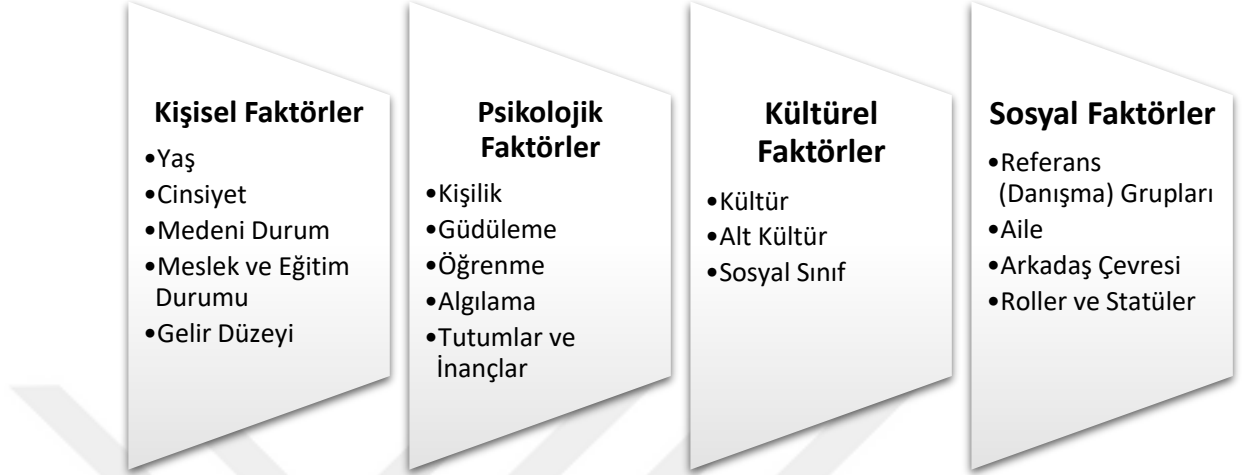 Kişisel Faktörler
•Yaş
•Cinsiyet
•Medeni Durum
•Meslek ve Eğitim
Durumu
•Gelir Düzeyi
Psikolojik
Faktörler
•Kişilik
•Güdüleme
•Öğrenme
•Algılama
•Tutumlar ve
İnançlar
Kültürel
Faktörler
•Kültür
•Alt Kültür
•Sosyal Sınıf
Sosyal Faktörler
•Referans
(Danışma) Grupları
•Aile
•Arkadaş Çevresi
•Roller ve Statüler